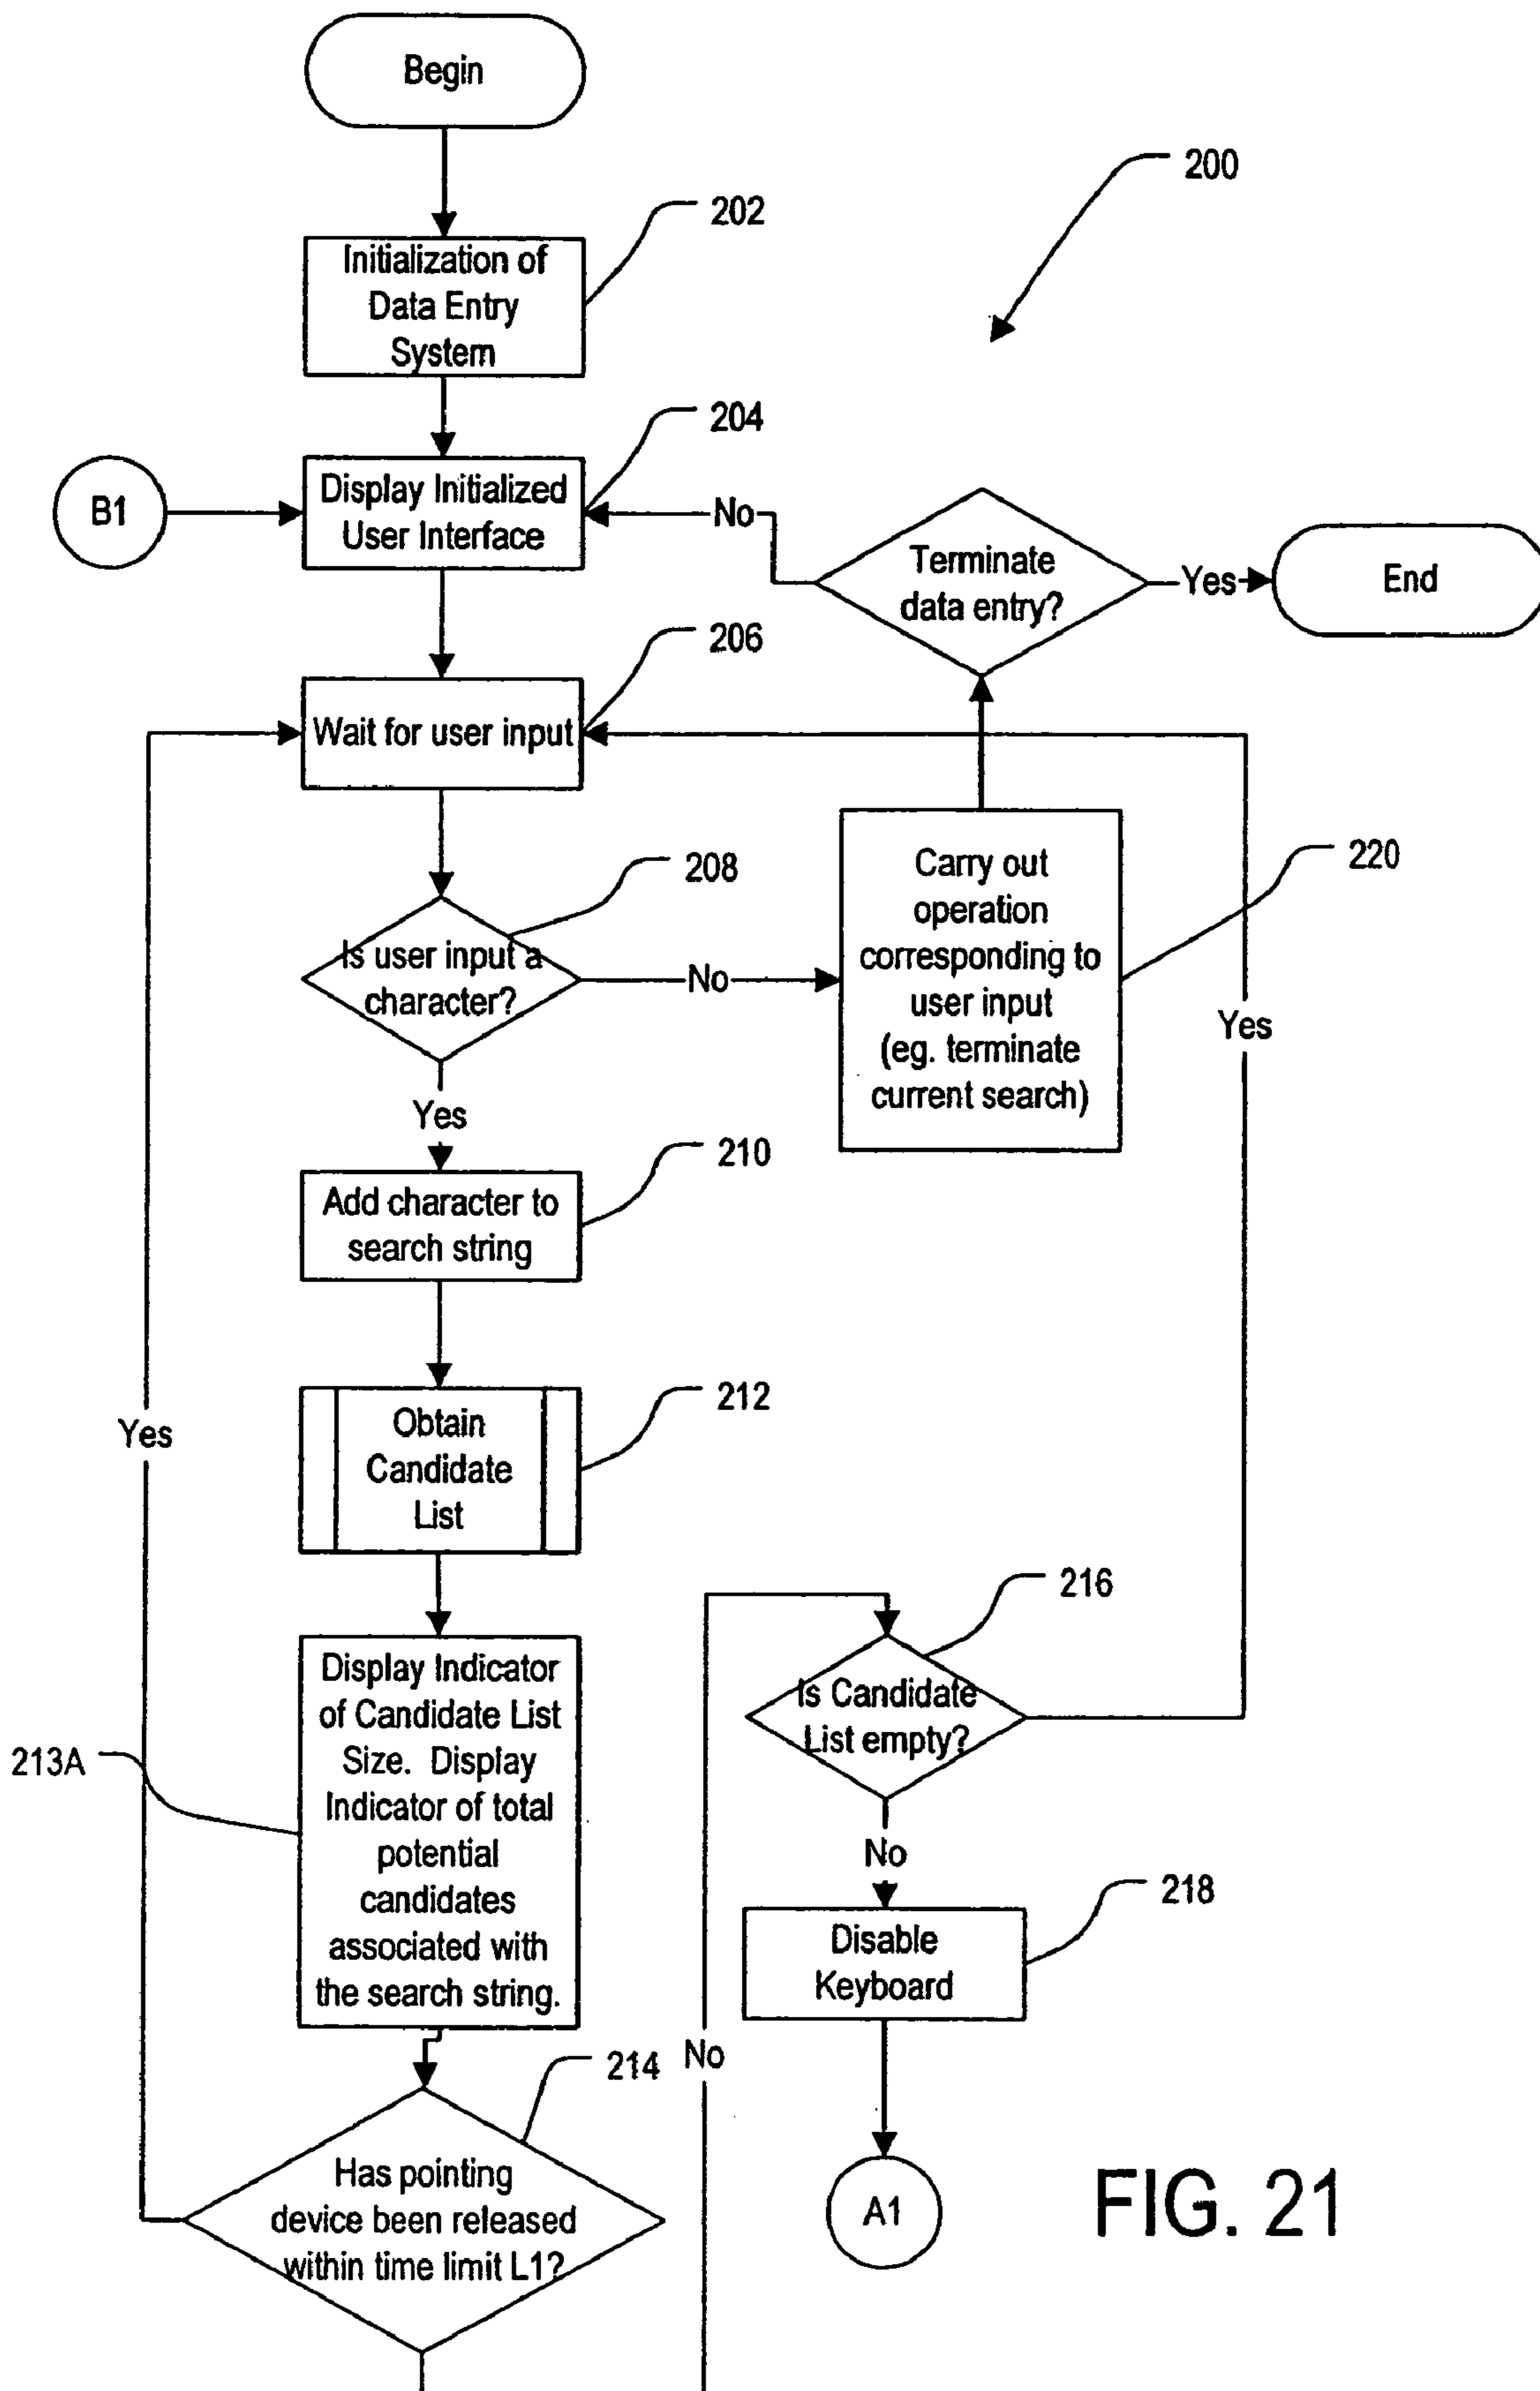 Begin
200
202
Initialization of
Data Entry
System
204
B1
Display Initialized
User Interface
No
Terminate
data entry?
Yes
End
206
Wait for user input
208
Is user input a
character?
No
Carry out
operation
corresponding to
user input
(eg. terminate
current search)
220
Yes
Yes
210
Add character to
search string
212
Obtain
Candidate
List
Yes
216
Is Candidate
List empty?
213A
Display Indicator
of Candidate List
Size. Display
Indicator of total
potential
candidates
associated with
the search string.
No
218
Disable
Keyboard
214
No
Has pointing
device been released
within time limit L1?
A1
FIG. 21